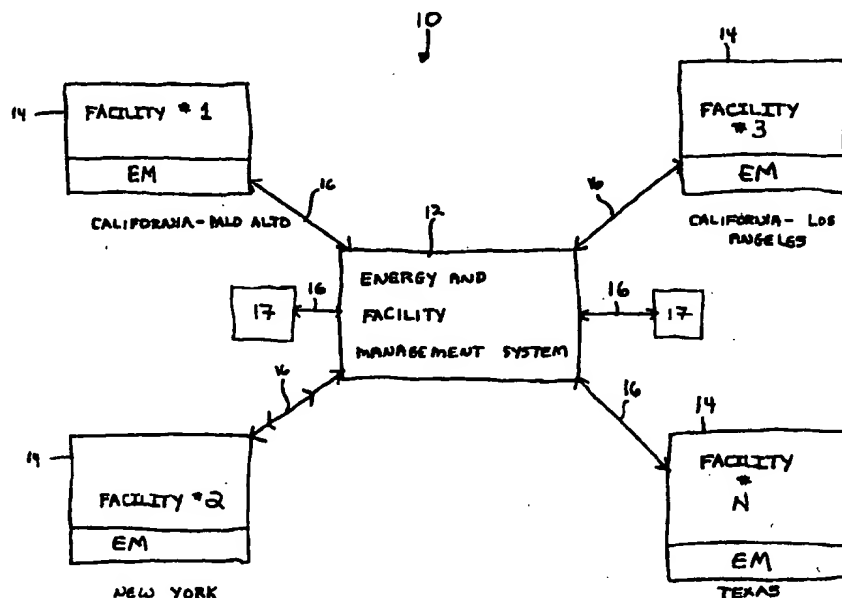 10
14
FACILITY #1
EM
CALIFORNIA-PALO ALTO
16
14
FACILITY
#3
EM
CALIFORNIA- LOS
ANGELES
16
12
ENERGY AND
FACILITY
MANAGEMENT SYSTEM
17
16
16
17
16
14
FACILITY #2
EM
NEW YORK
16
14
FACILITY
#
N
EM
TEXAS